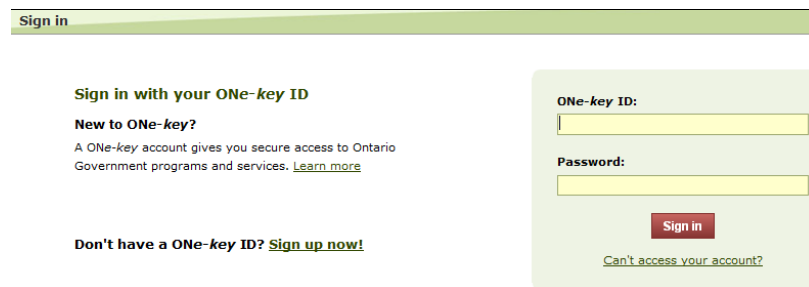 Sign in
Sign in with your ONe-key ID
New to ONe-key?
A ONe-key account gives you secure access to Ontario
Government programs and services. Learn more
Don't have a ONe-key ID? Sign up now!
ONe-key ID:
Password:
Sign in
Can't access your account?